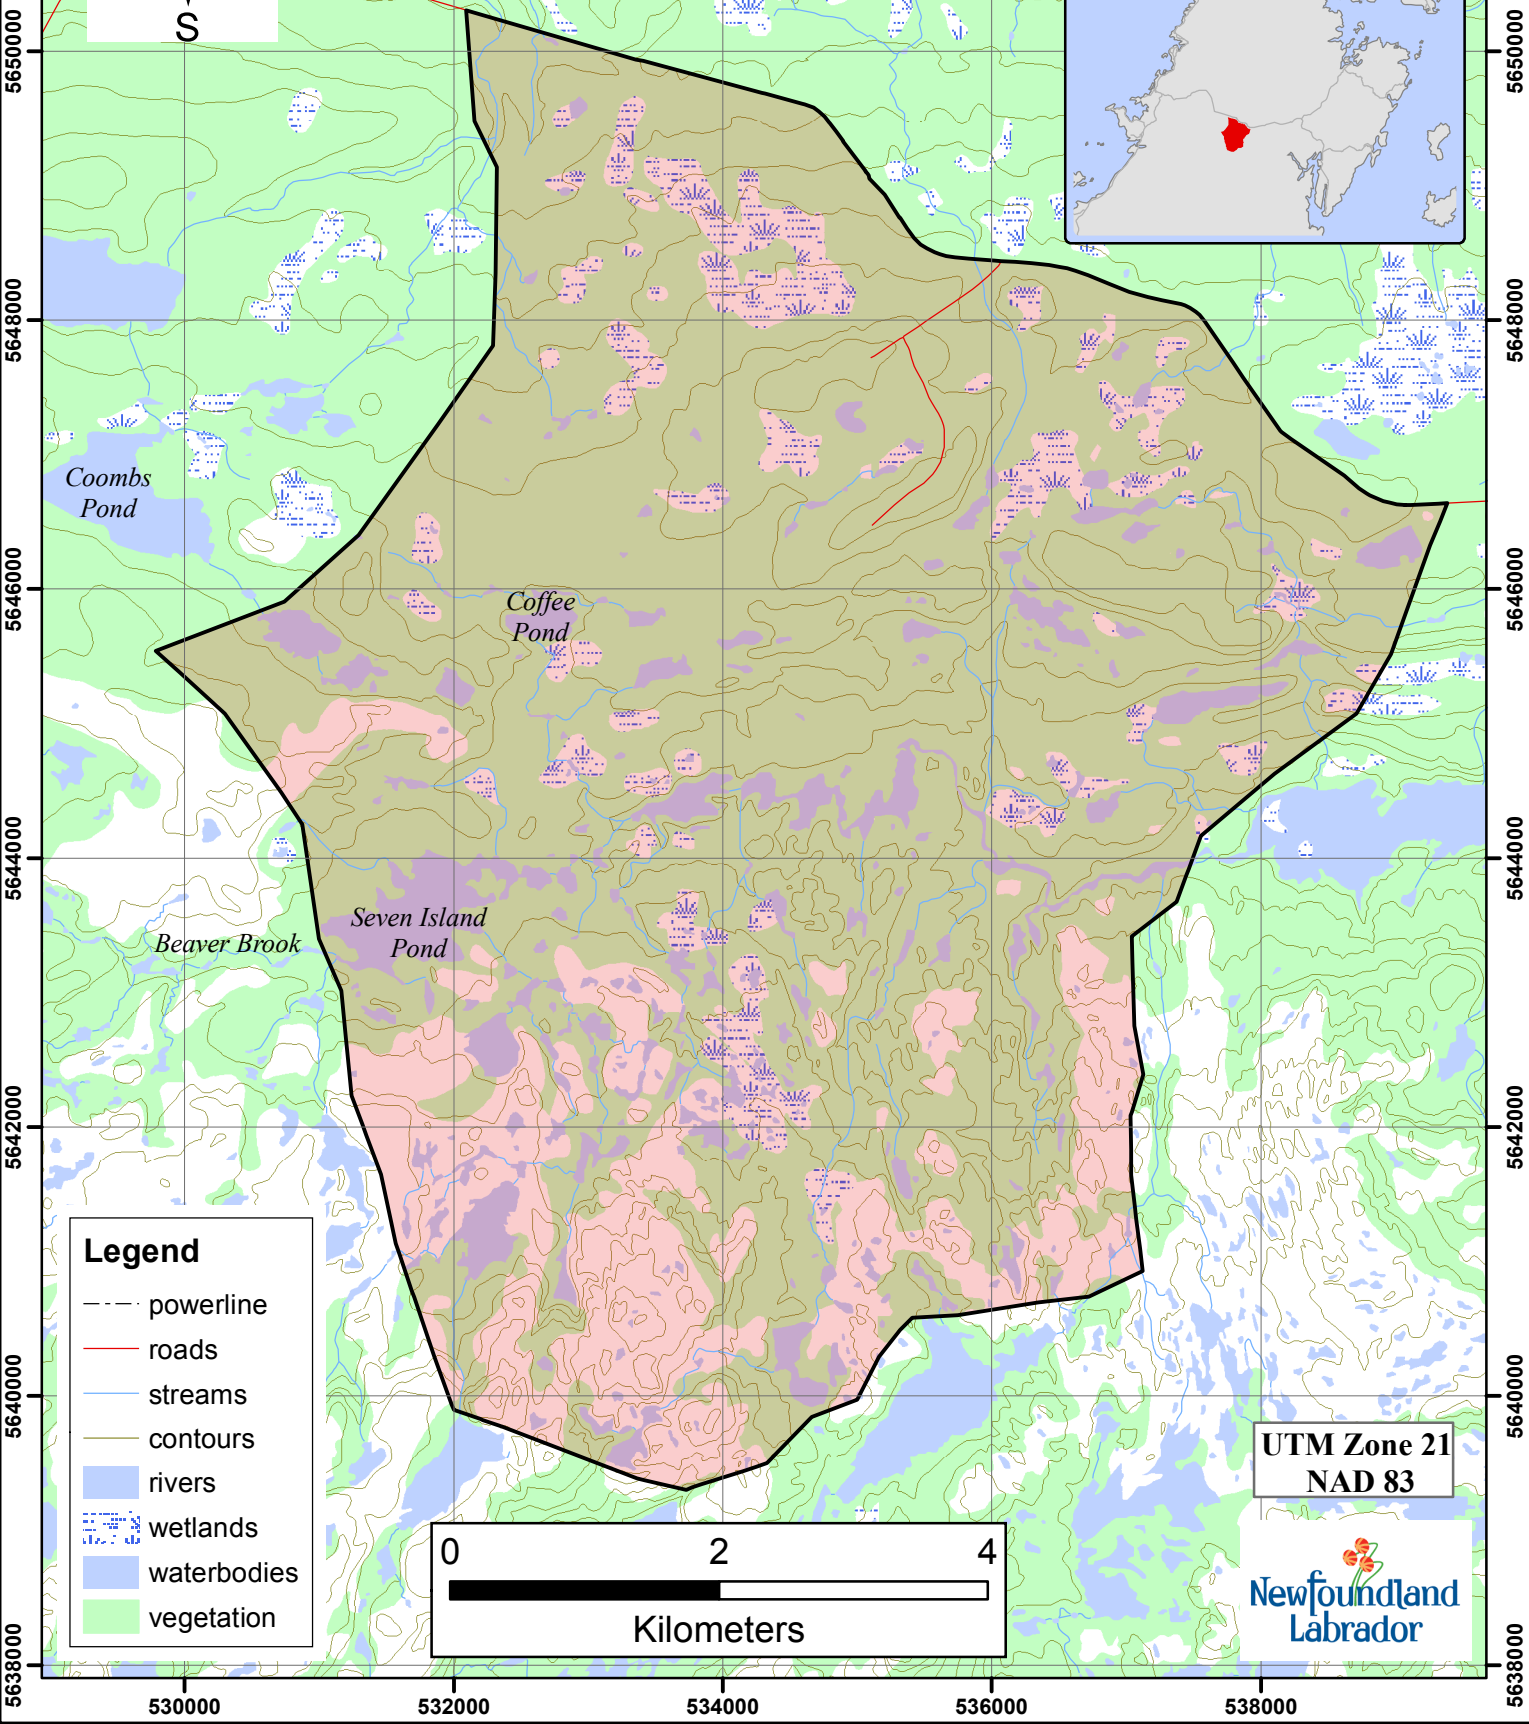 S
5650000
5650000
5648000
5648000
Coombs
Pond
5646000
5646000
Coffee
Pond
5644000
5644000
Seven Island
Pond
Beaver Brook
5642000
5642000
Legend
powerline
roads
streams
contours
rivers
wetlands
waterbodies
vegetation
5640000
5640000
UTM Zone 21
NAD 83
0 2 4
Kilometers
Newfoundland
Labrador
5638000
5638000
530000 532000 534000 536000 538000